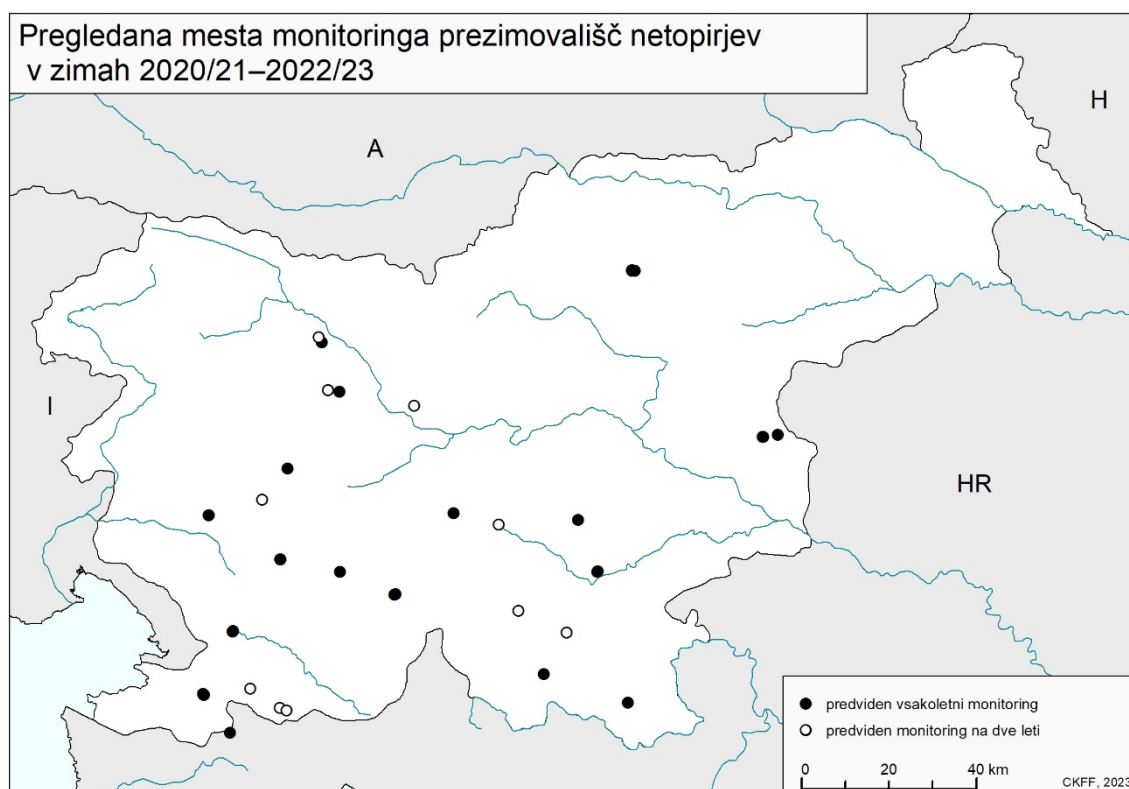 Pregledana mesta monitoringa prezimovališč netopirjev
v zimah 2020/21–2022/23
H
A
I
HR
predviden vsakoletni monitoring
predviden monitoring na dve leti
0 20 40 km
CKFF, 2023